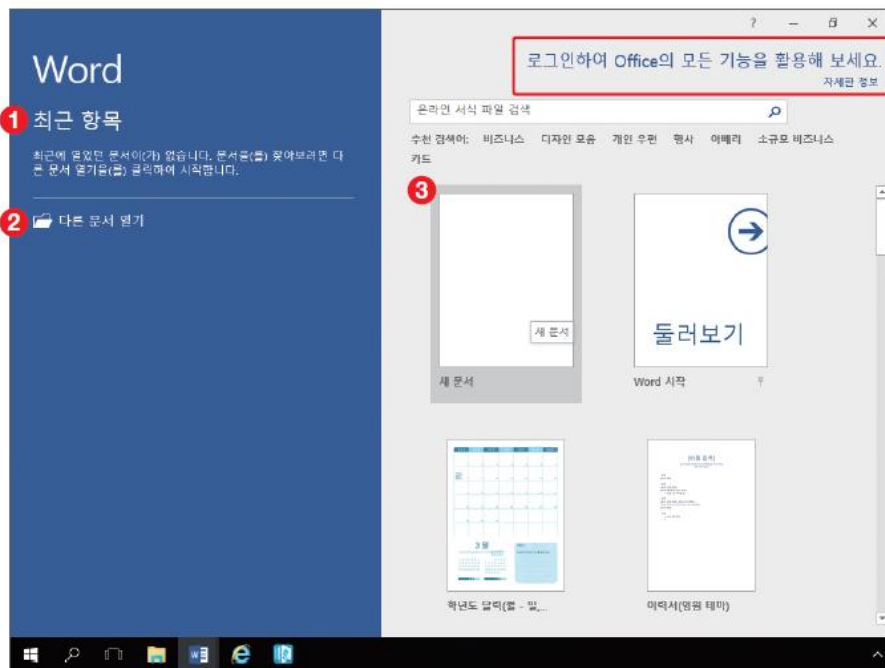 Word
1 최근 항목
최근에 열었던 문서이(가) 없습니다. 문서을(를) 찾아보려면 다
른 문서 열기을(를) 클릭하여 시작합니다.
2 다른 문서 열기
? – X
로그인하여 Office의 모든 기능을 활용해 보세요.
자세한 정보
온라인 서식 파일 검색
추천 검색어: 비즈니스 디자인 모음 개인 우편 행사 아베리 소규모 비즈니스
카드
3
새 문서
새 문서
둘러보기
Word 시작
3월
학년도 달력(월 - 일,...
이력서(영원 테마)